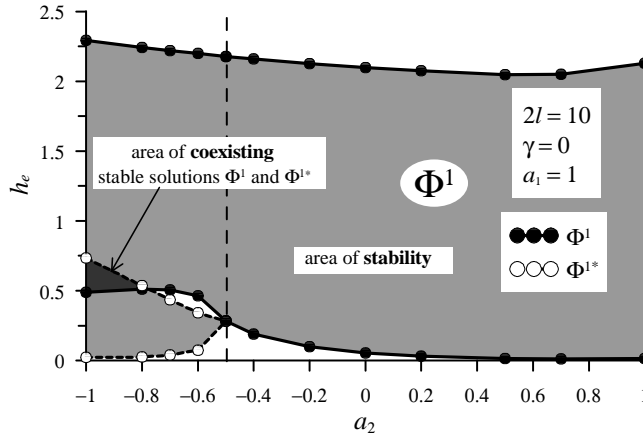 2.5
2
1.5
1
0.5
0
h_e
area of coexisting
stable solutions Φ¹ and Φ¹*
Φ¹
area of stability
2l = 10
γ = 0
a₁ = 1
Φ¹
Φ¹*
−1 −0.8 −0.6 −0.4 −0.2 0 0.2 0.4 0.6 0.8 1
a₂